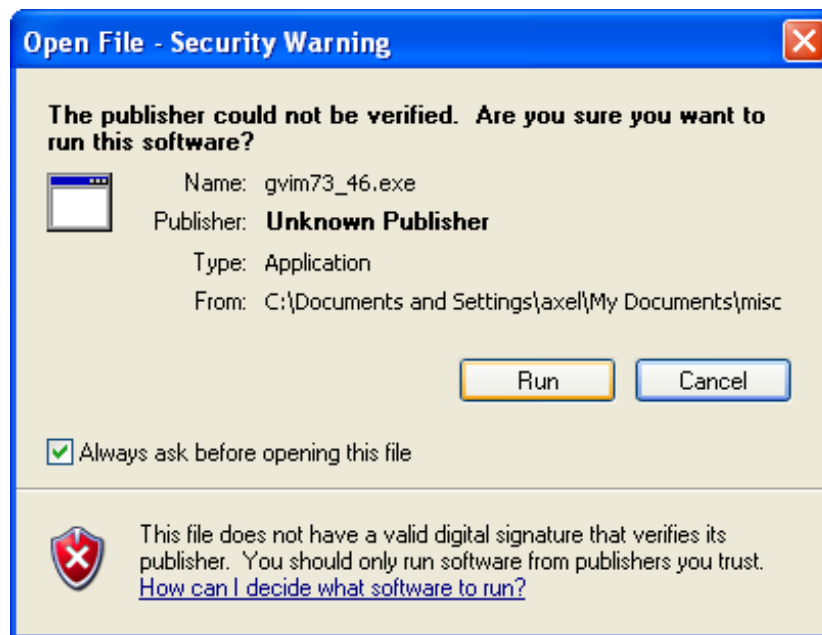 Open File - Security Warning
The publisher could not be verified.  Are you sure you want to
run this software?
Name: gvim73_46.exe
Publisher: Unknown Publisher
Type: Application
From: C:\Documents and Settings\axel\My Documents\misc
Run Cancel
Always ask before opening this file
This file does not have a valid digital signature that verifies its
publisher.  You should only run software from publishers you trust.
How can I decide what software to run?